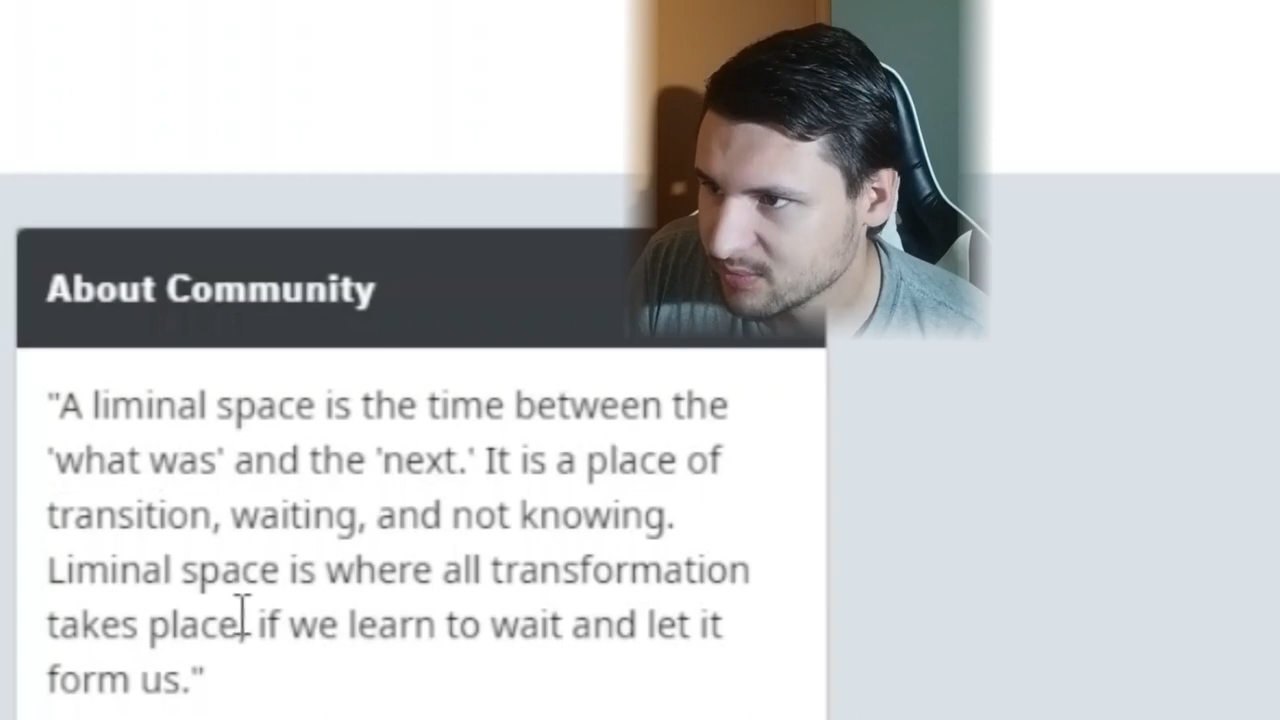 About Community
"A liminal space is the time between the
'what was' and the 'next.' It is a place of
transition, waiting, and not knowing.
Liminal space is where all transformation
takes place, if we learn to wait and let it
form us."